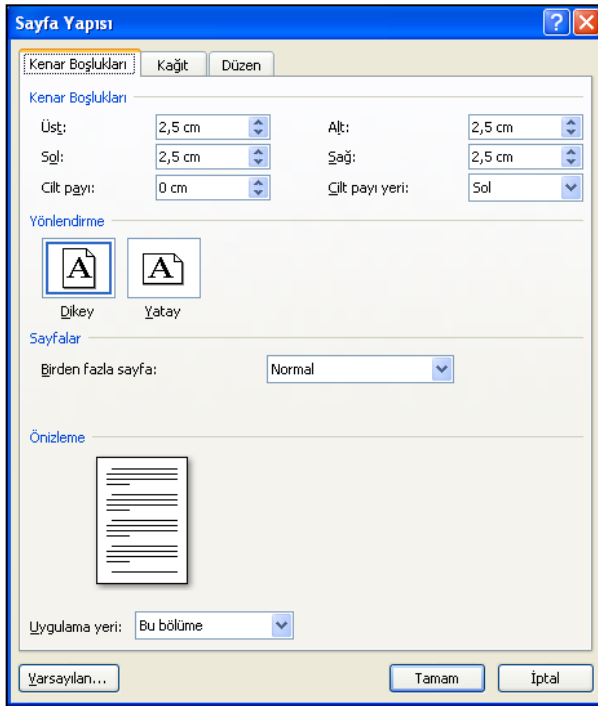 Sayfa Yapısı
Kenar Boşlukları Kağıt Düzen
Kenar Boşlukları
Üst: 2,5 cm Alt: 2,5 cm
Sol: 2,5 cm Sağ: 2,5 cm
Cilt payı: 0 cm Cilt payı yeri: Sol
Yönlendirme
A A
Dikey Yatay
Sayfalar
Birden fazla sayfa: Normal
Önizleme
Uygulama yeri: Bu bölüme
Varsayılan... Tamam İptal